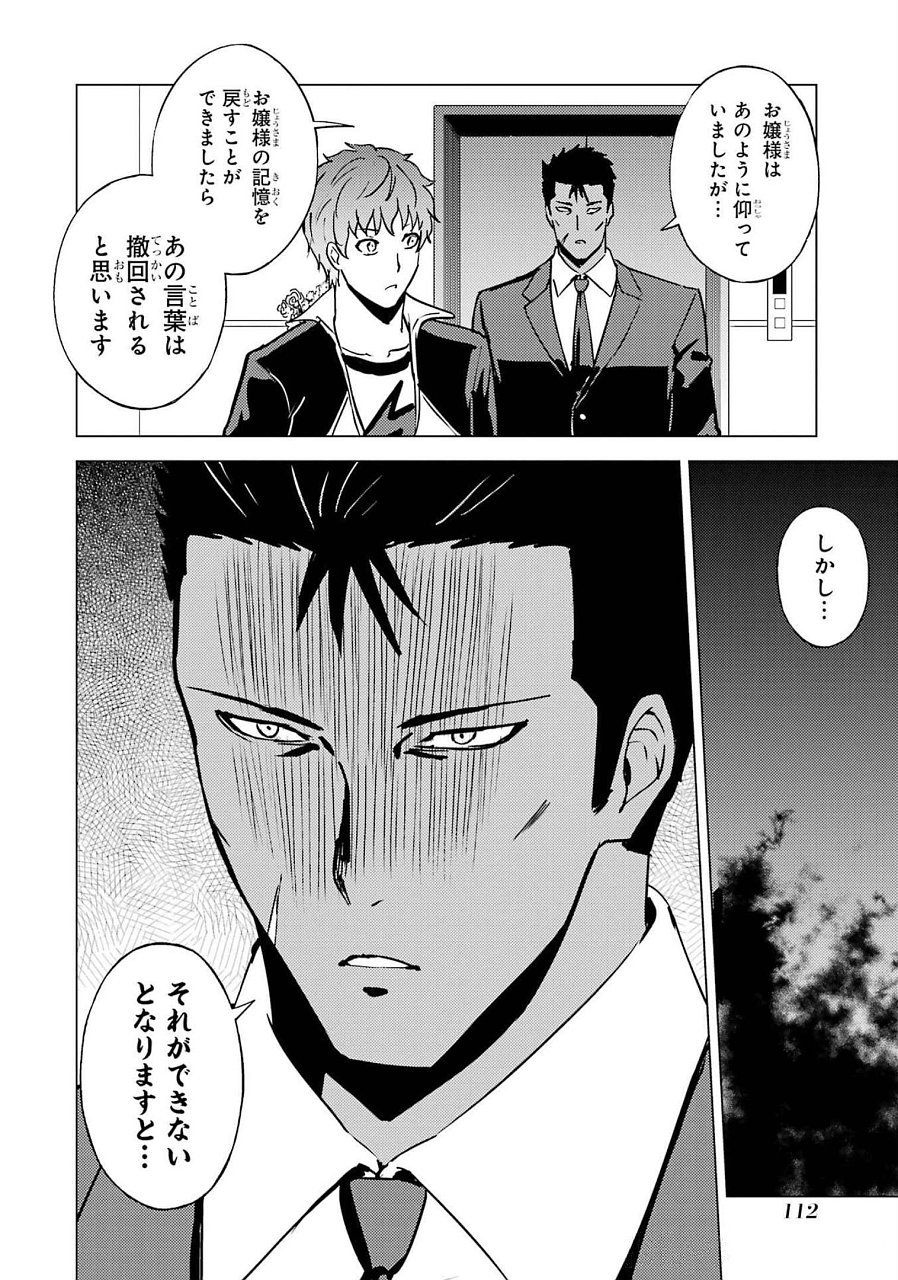 お嬢様は
あのように仰って
いましたが…
お嬢様の記憶を
戻すことが
できましたら
あの言葉は
撤回される
と思います
しかし…
それができない
となりますと…
112